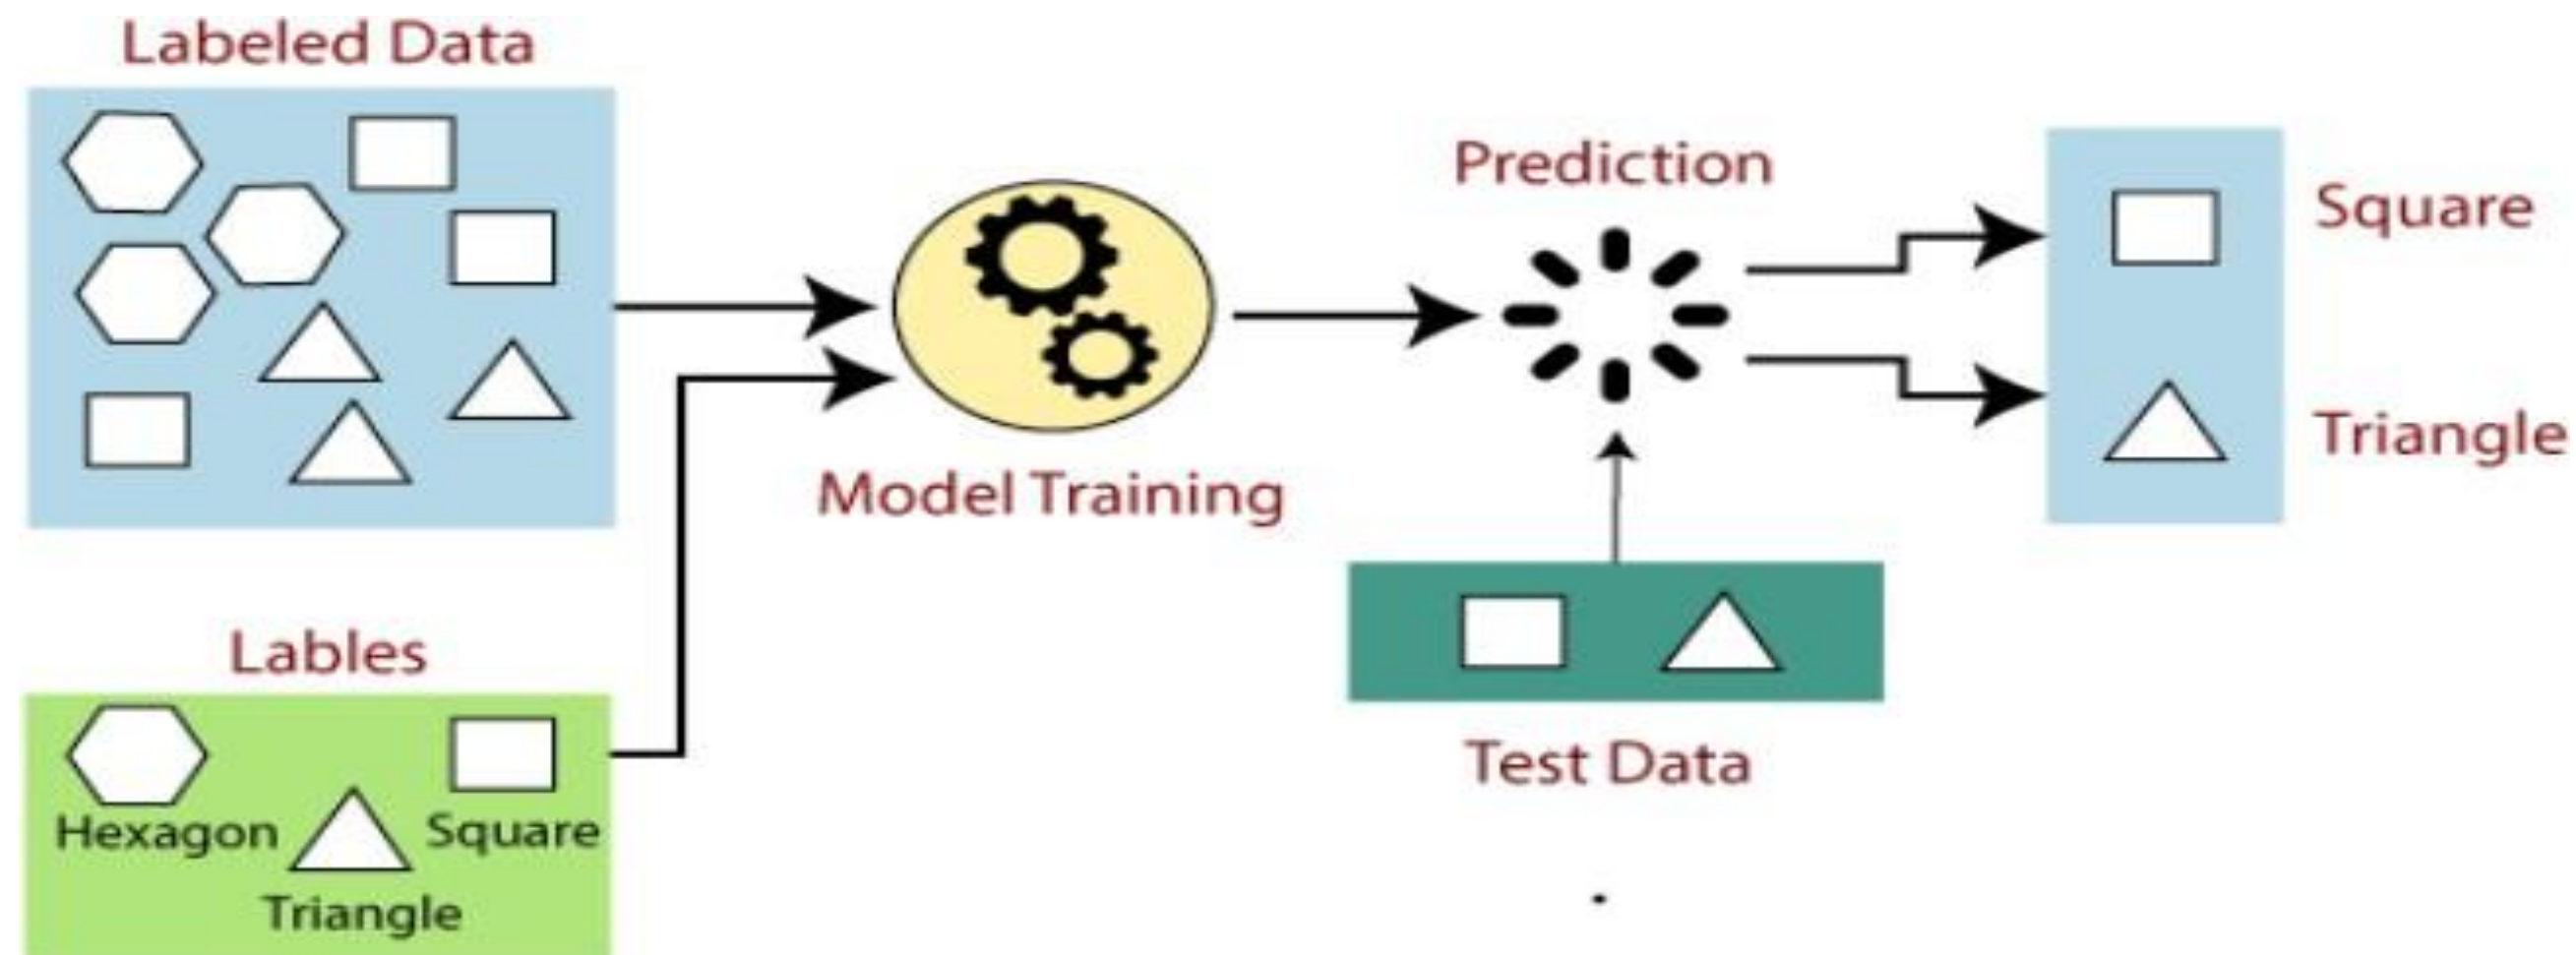 Labeled Data
Prediction
Square
Triangle
Model Training
Lables
Hexagon
Square
Triangle
Test Data